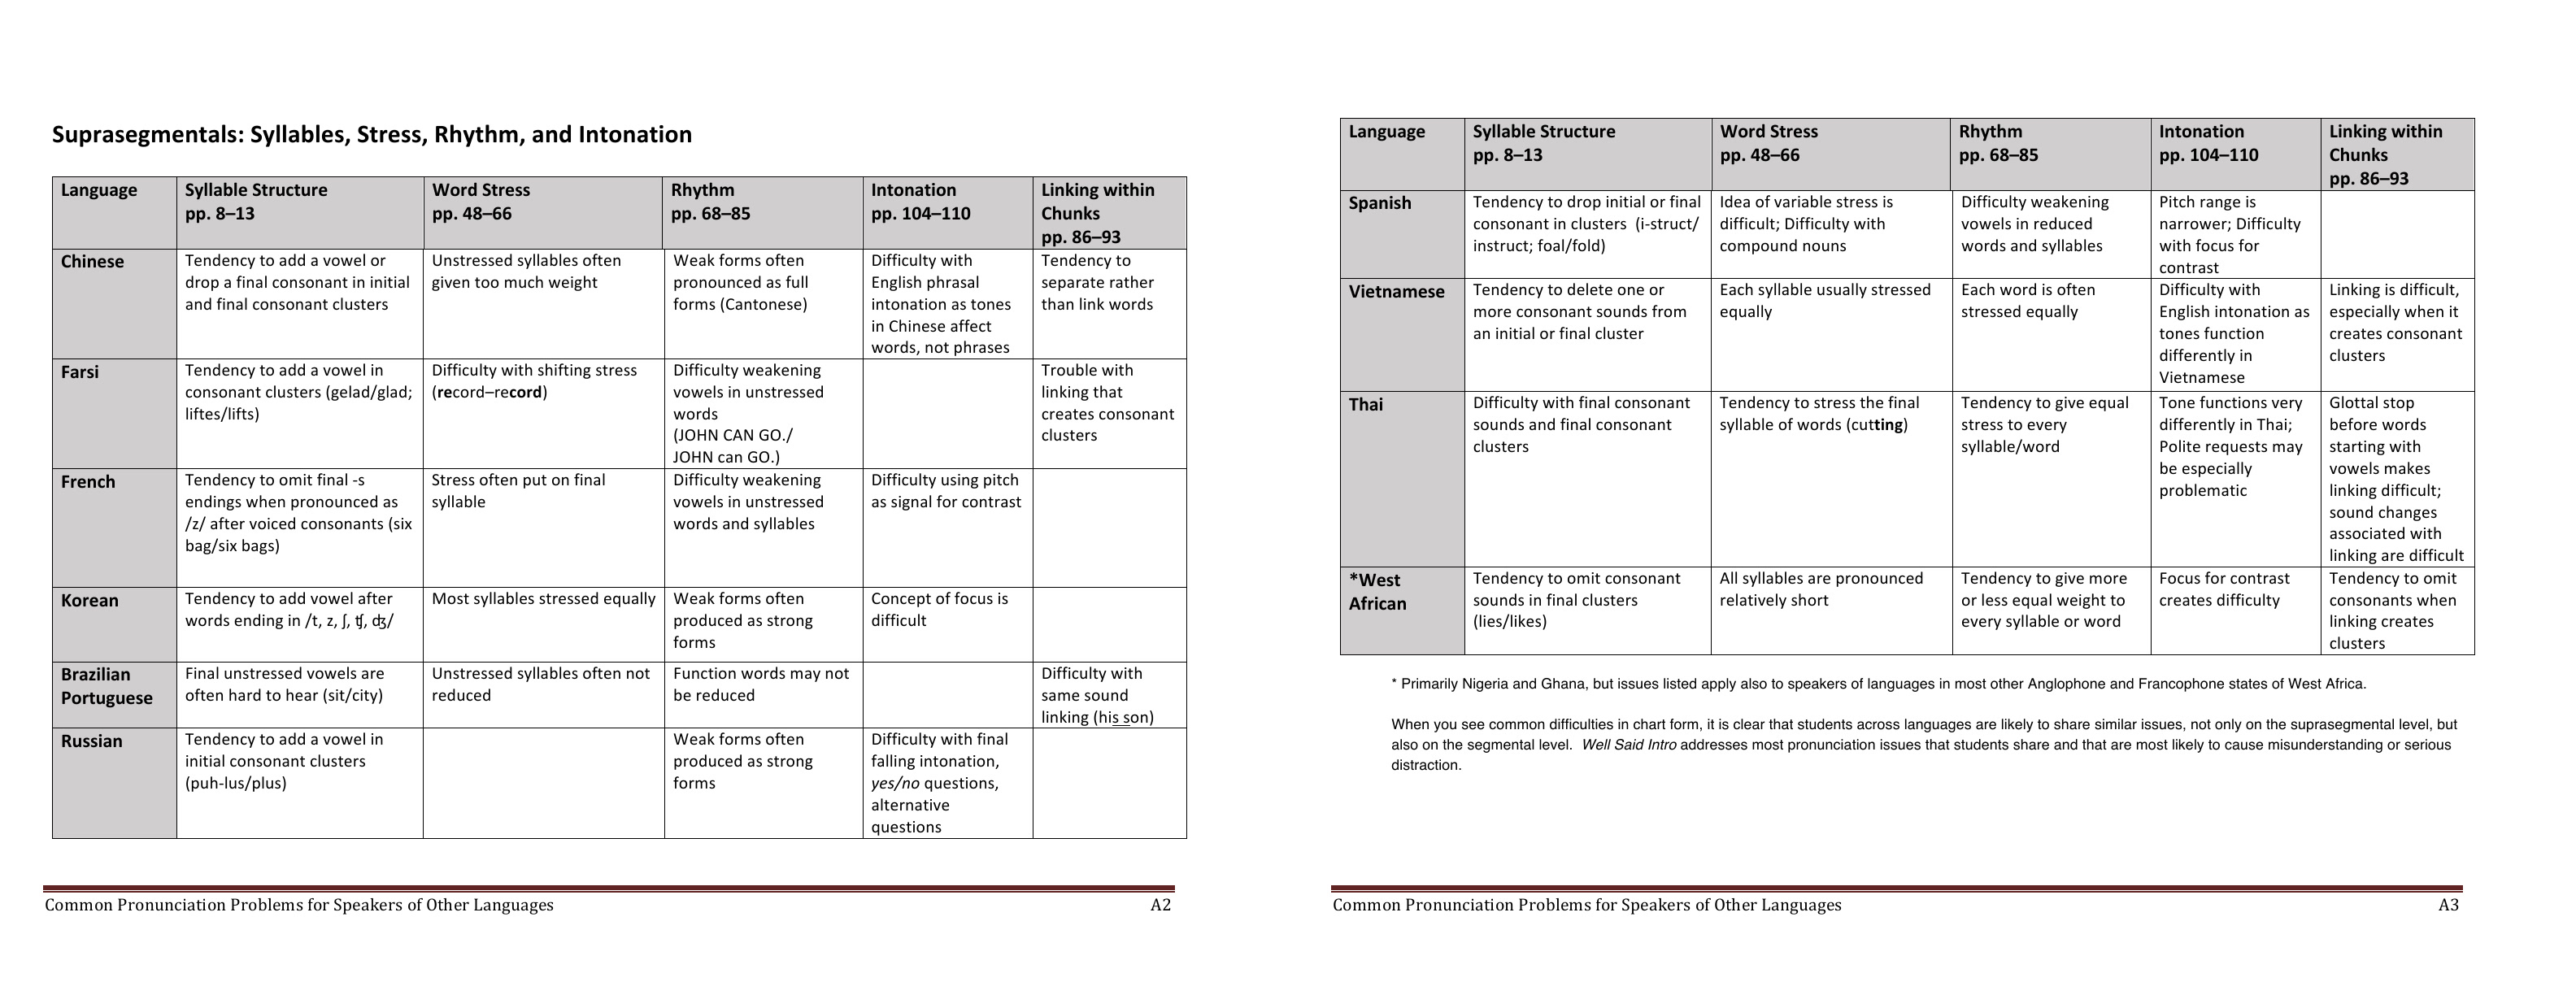 Suprasegmentals: Syllables, Stress, Rhythm, and Intonation
Language
Syllable Structure
pp. 8–13
Word Stress
pp. 48–66
Rhythm
pp. 68–85
Intonation
pp. 104–110
Linking within
Chunks
pp. 86–93
Chinese
Tendency to add a vowel or
drop a final consonant in initial
and final consonant clusters
Unstressed syllables often
given too much weight
Weak forms often
pronounced as full
forms (Cantonese)
Difficulty with
English phrasal
intonation as tones
in Chinese affect
words, not phrases
Tendency to
separate rather
than link words
Farsi
Tendency to add a vowel in
consonant clusters (gelad/glad;
liftes/lifts)
Difficulty with shifting stress
(record–record)
Difficulty weakening
vowels in unstressed
words
(JOHN CAN GO./
JOHN can GO.)
Trouble with
linking that
creates consonant
clusters
French
Tendency to omit final -s
endings when pronounced as
/z/ after voiced consonants (six
bag/six bags)
Stress often put on final
syllable
Difficulty weakening
vowels in unstressed
words and syllables
Difficulty using pitch
as signal for contrast
Korean
Tendency to add vowel after
words ending in /t, z, ʃ, ʧ, ʤ/
Most syllables stressed equally
Weak forms often
produced as strong
forms
Concept of focus is
difficult
Brazilian
Portuguese
Final unstressed vowels are
often hard to hear (sit/city)
Unstressed syllables often not
reduced
Function words may not
be reduced
Difficulty with
same sound
linking (his son)
Russian
Tendency to add a vowel in
initial consonant clusters
(puh-lus/plus)
Weak forms often
produced as strong
forms
Difficulty with final
falling intonation,
yes/no questions,
alternative
questions
Common Pronunciation Problems for Speakers of Other Languages
A2
Language
Syllable Structure
pp. 8–13
Word Stress
pp. 48–66
Rhythm
pp. 68–85
Intonation
pp. 104–110
Linking within
Chunks
pp. 86–93
Spanish
Tendency to drop initial or final
consonant in clusters (i-struct/
instruct; foal/fold)
Idea of variable stress is
difficult; Difficulty with
compound nouns
Difficulty weakening
vowels in reduced
words and syllables
Pitch range is
narrower; Difficulty
with focus for
contrast
Vietnamese
Tendency to delete one or
more consonant sounds from
an initial or final cluster
Each syllable usually stressed
equally
Each word is often
stressed equally
Difficulty with
English intonation as
tones function
differently in
Vietnamese
Linking is difficult,
especially when it
creates consonant
clusters
Thai
Difficulty with final consonant
sounds and final consonant
clusters
Tendency to stress the final
syllable of words (cutting)
Tendency to give equal
stress to every
syllable/word
Tone functions very
differently in Thai;
Polite requests may
be especially
problematic
Glottal stop
before words
starting with
vowels makes
linking difficult;
sound changes
associated with
linking are difficult
*West
African
Tendency to omit consonant
sounds in final clusters
(lies/likes)
All syllables are pronounced
relatively short
Tendency to give more
or less equal weight to
every syllable or word
Focus for contrast
creates difficulty
Tendency to omit
consonants when
linking creates
clusters
* Primarily Nigeria and Ghana, but issues listed apply also to speakers of languages in most other Anglophone and Francophone states of West Africa.
When you see common difficulties in chart form, it is clear that students across languages are likely to share similar issues, not only on the suprasegmental level, but
also on the segmental level. Well Said Intro addresses most pronunciation issues that students share and that are most likely to cause misunderstanding or serious
distraction.
Common Pronunciation Problems for Speakers of Other Languages
A3